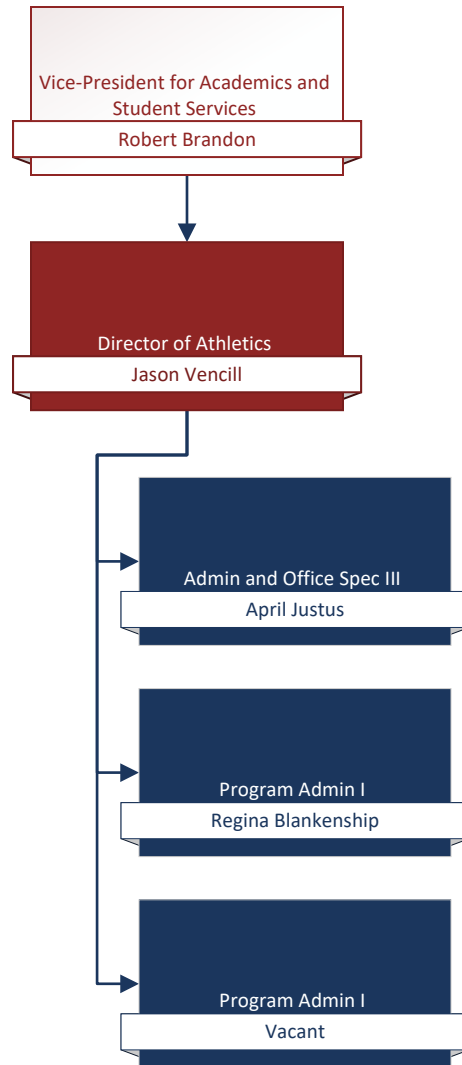 Vice-President for Academics and
Student Services
Robert Brandon
Director of Athletics
Jason Vencill
Admin and Office Spec III
April Justus
Program Admin I
Regina Blankenship
Program Admin I
Vacant